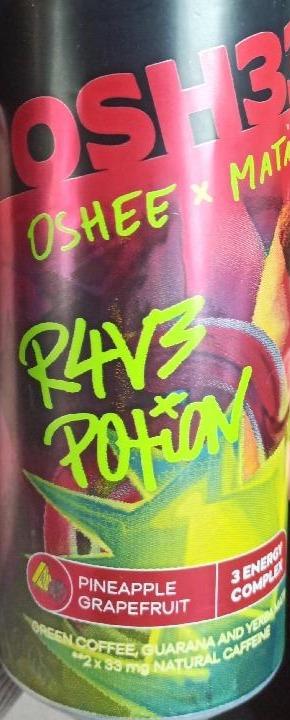 OSH33
OSHEE x MATA
R4V3
POTION
PINEAPPLE
GRAPEFRUIT
3 ENERGY
COMPLEX
GREEN COFFEE, GUARANA AND YERBA
**2 x 33 mg NATURAL CAFFEINE